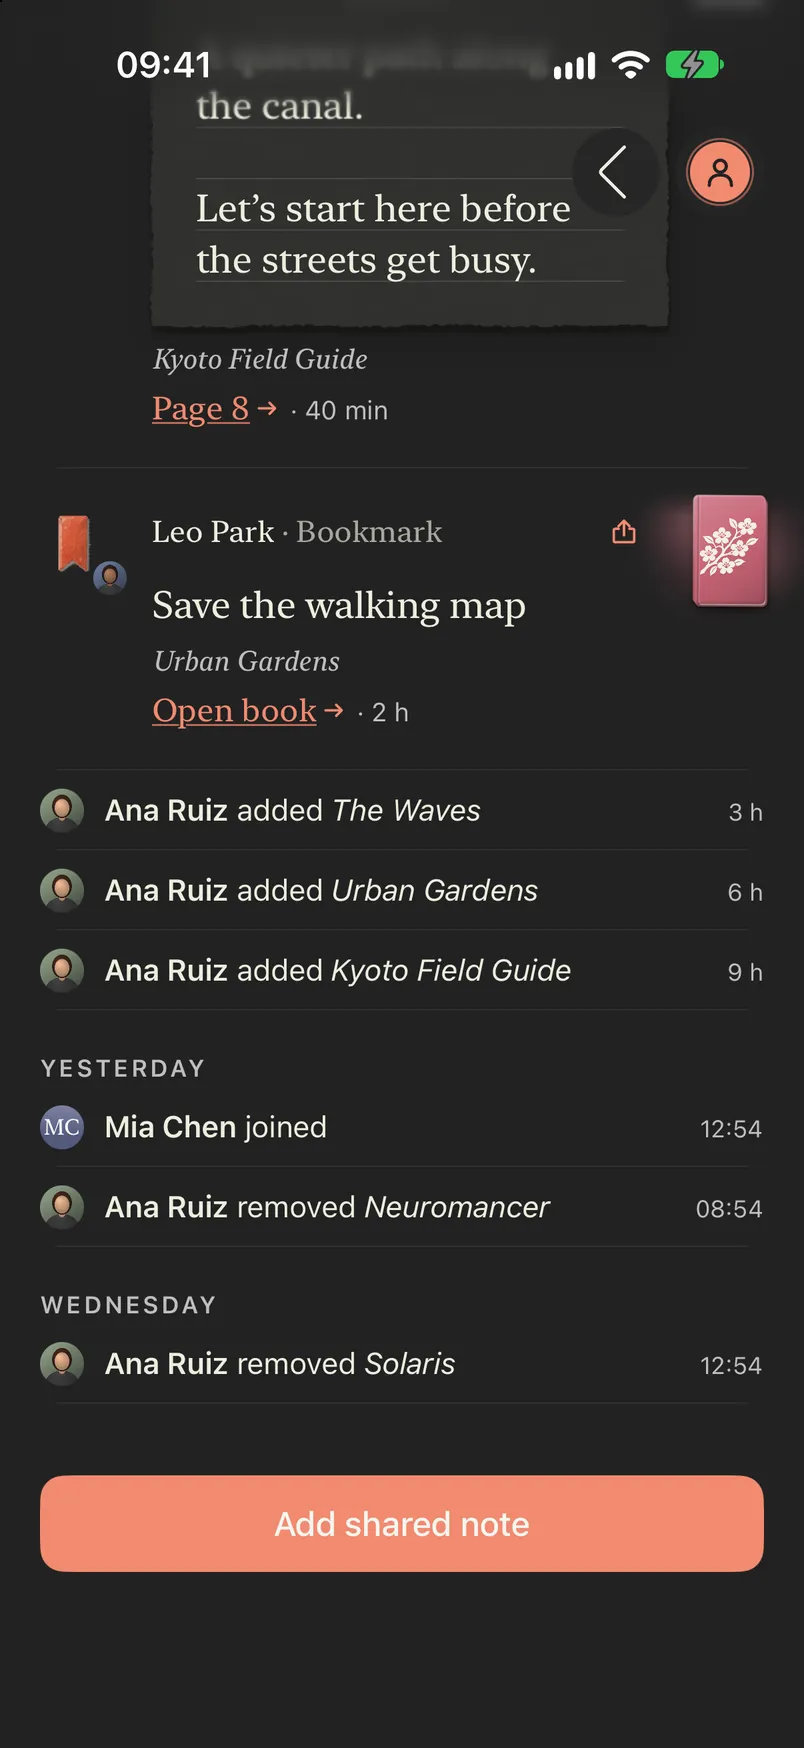 09:41
the canal.
Let’s start here before
the streets get busy.
Kyoto Field Guide
Page 8 → · 40 min
Leo Park · Bookmark
Save the walking map
Urban Gardens
Open book → · 2 h
Ana Ruiz added The Waves 3 h
Ana Ruiz added Urban Gardens 6 h
Ana Ruiz added Kyoto Field Guide 9 h
YESTERDAY
MC Mia Chen joined 12:54
Ana Ruiz removed Neuromancer 08:54
WEDNESDAY
Ana Ruiz removed Solaris 12:54
Add shared note